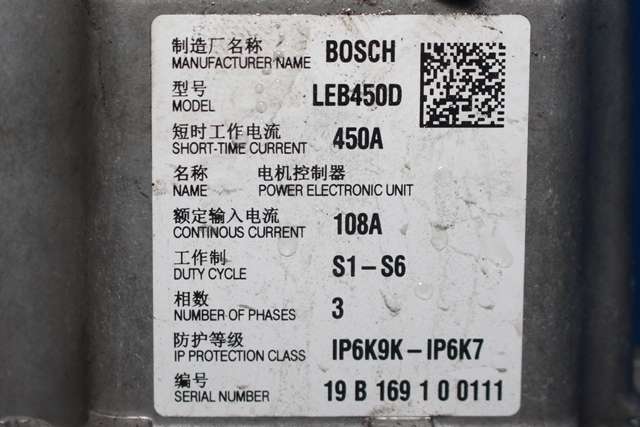 制造厂名称 BOSCH
MANUFACTURER NAME
型号 LEB450D
MODEL
短时工作电流 450A
SHORT-TIME CURRENT
名称 电机控制器
NAME POWER ELECTRONIC UNIT
额定输入电流 108A
CONTINOUS CURRENT
工作制 S1-S6
DUTY CYCLE
相数 3
NUMBER OF PHASES
防护等级 IP6K9K-IP6K7
IP PROTECTION CLASS
编号 19 B 169 1 0 0111
SERIAL NUMBER